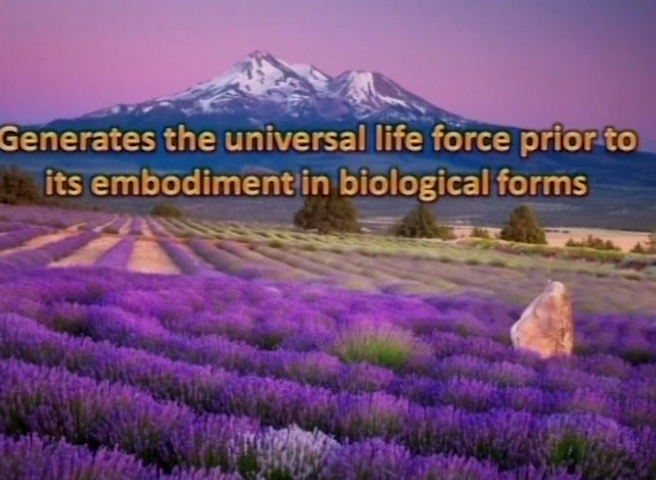 Generates the universal life force prior to
its embodiment in biological forms